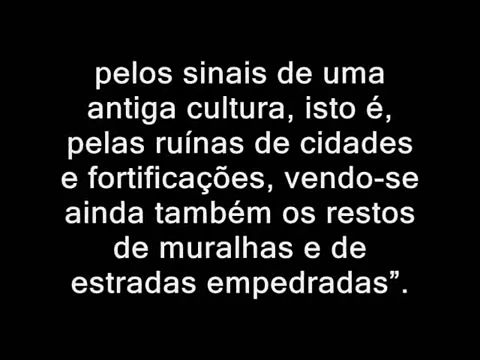 pelos sinais de uma
antiga cultura, isto é,
pelas ruínas de cidades
e fortificações, vendo-se
ainda também os restos
de muralhas e de
estradas empedradas”.